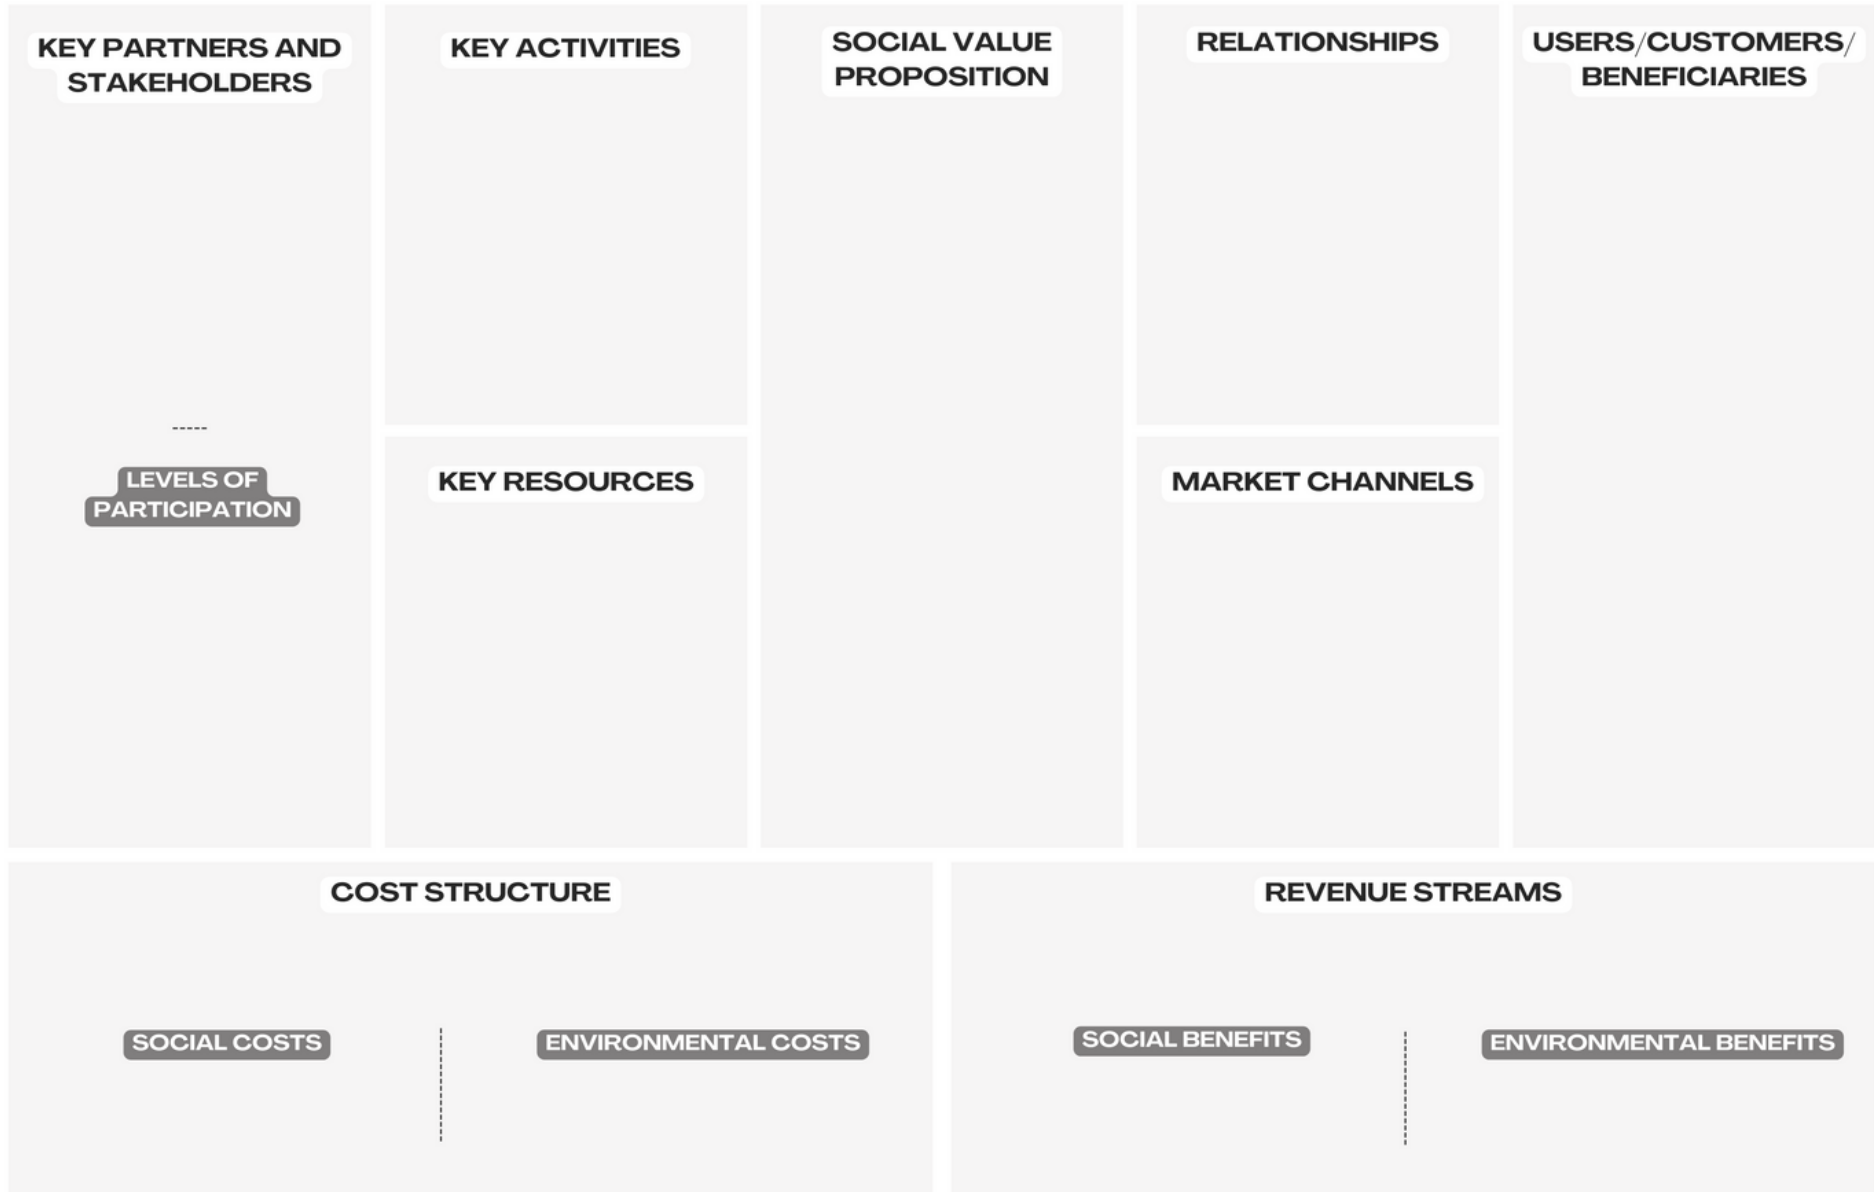 KEY PARTNERS AND
STAKEHOLDERS
LEVELS OF
PARTICIPATION
KEY ACTIVITIES
KEY RESOURCES
SOCIAL VALUE
PROPOSITION
RELATIONSHIPS
MARKET CHANNELS
USERS/CUSTOMERS/
BENEFICIARIES
COST STRUCTURE
SOCIAL COSTS
ENVIRONMENTAL COSTS
REVENUE STREAMS
SOCIAL BENEFITS
ENVIRONMENTAL BENEFITS